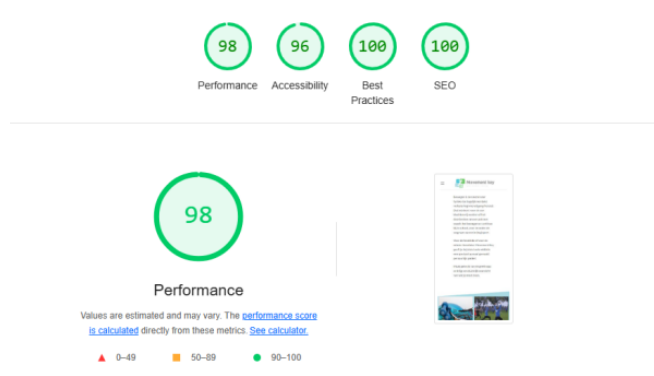 98
96
100
100
Performance
Accessibility
Best
Practices
SEO
98
Performance
Values are estimated and may vary. The performance score
is calculated directly from these metrics. See calculator.
0–49
50–89
90–100